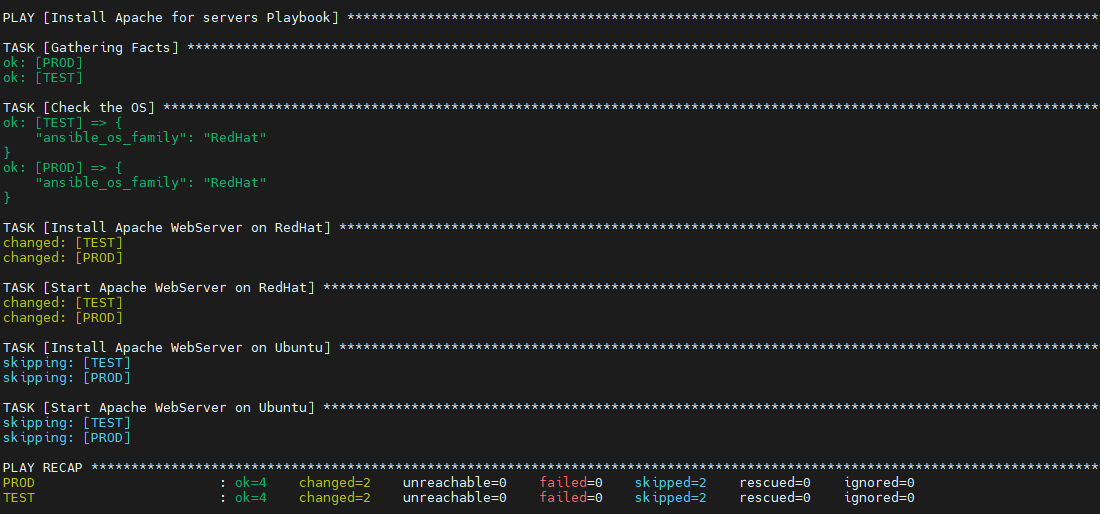 PLAY [Install Apache for servers Playbook] **********************************************************************************************
TASK [Gathering Facts] ******************************************************************************************************************
ok: [PROD]
ok: [TEST]
TASK [Check the OS] *********************************************************************************************************************
ok: [TEST] => {
    "ansible_os_family": "RedHat"
}
ok: [PROD] => {
    "ansible_os_family": "RedHat"
}
TASK [Install Apache WebServer on RedHat] ***********************************************************************************************
changed: [TEST]
changed: [PROD]
TASK [Start Apache WebServer on RedHat] *************************************************************************************************
changed: [TEST]
changed: [PROD]
TASK [Install Apache WebServer on Ubuntu] ***********************************************************************************************
skipping: [TEST]
skipping: [PROD]
TASK [Start Apache WebServer on Ubuntu] *************************************************************************************************
skipping: [TEST]
skipping: [PROD]
PLAY RECAP ******************************************************************************************************************************
PROD                       : ok=4    changed=2    unreachable=0    failed=0    skipped=2    rescued=0    ignored=0
TEST                       : ok=4    changed=2    unreachable=0    failed=0    skipped=2    rescued=0    ignored=0